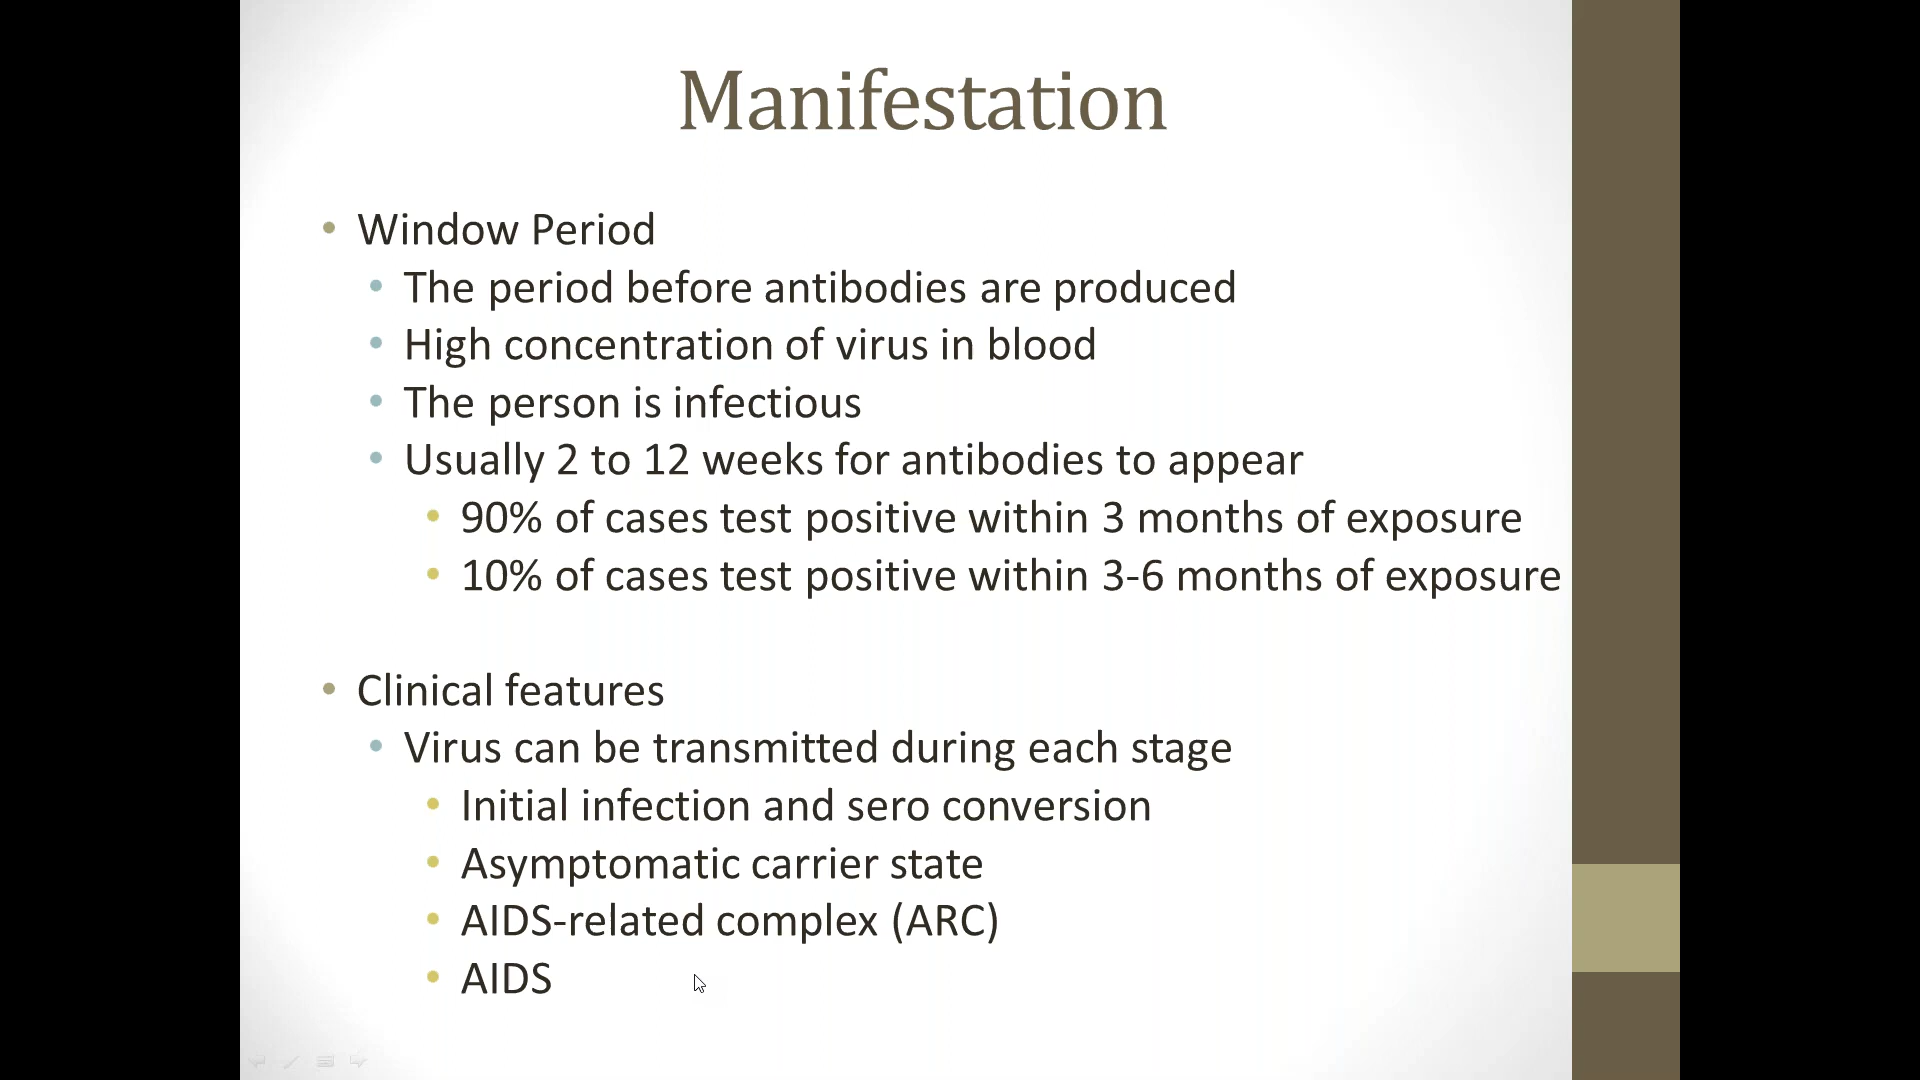 Manifestation
• Window Period
• The period before antibodies are produced
• High concentration of virus in blood
• The person is infectious
• Usually 2 to 12 weeks for antibodies to appear
• 90% of cases test positive within 3 months of exposure
• 10% of cases test positive within 3-6 months of exposure
• Clinical features
• Virus can be transmitted during each stage
• Initial infection and sero conversion
• Asymptomatic carrier state
• AIDS-related complex (ARC)
• AIDS